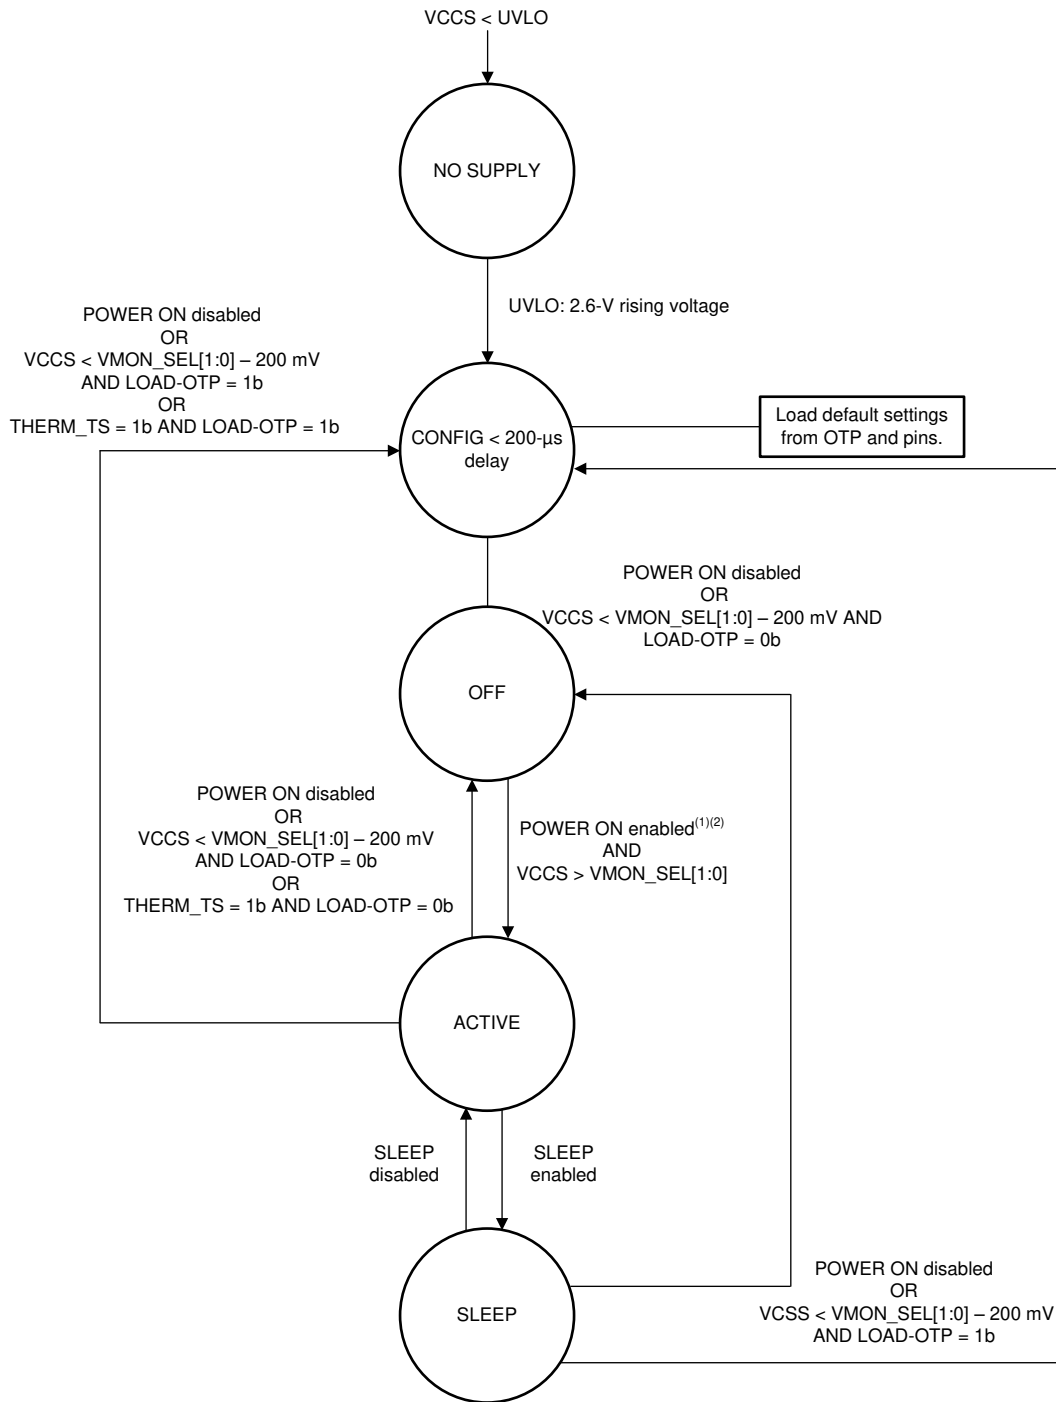 VCCS < UVLO
NO SUPPLY
UVLO: 2.6-V rising voltage
POWER ON disabled
OR
VCCS < VMON_SEL[1:0] – 200 mV
AND LOAD-OTP = 1b
OR
THERM_TS = 1b AND LOAD-OTP = 1b
CONFIG < 200-µs
delay
Load default settings
from OTP and pins.
POWER ON disabled
OR
VCCS < VMON_SEL[1:0] – 200 mV AND
LOAD-OTP = 0b
OFF
POWER ON disabled
OR
VCCS < VMON_SEL[1:0] – 200 mV
AND LOAD-OTP = 0b
OR
THERM_TS = 1b AND LOAD-OTP = 0b
POWER ON enabled(1)(2)
AND
VCCS > VMON_SEL[1:0]
ACTIVE
SLEEP
disabled
SLEEP
enabled
SLEEP
POWER ON disabled
OR
VCSS < VMON_SEL[1:0] – 200 mV
AND LOAD-OTP = 1b